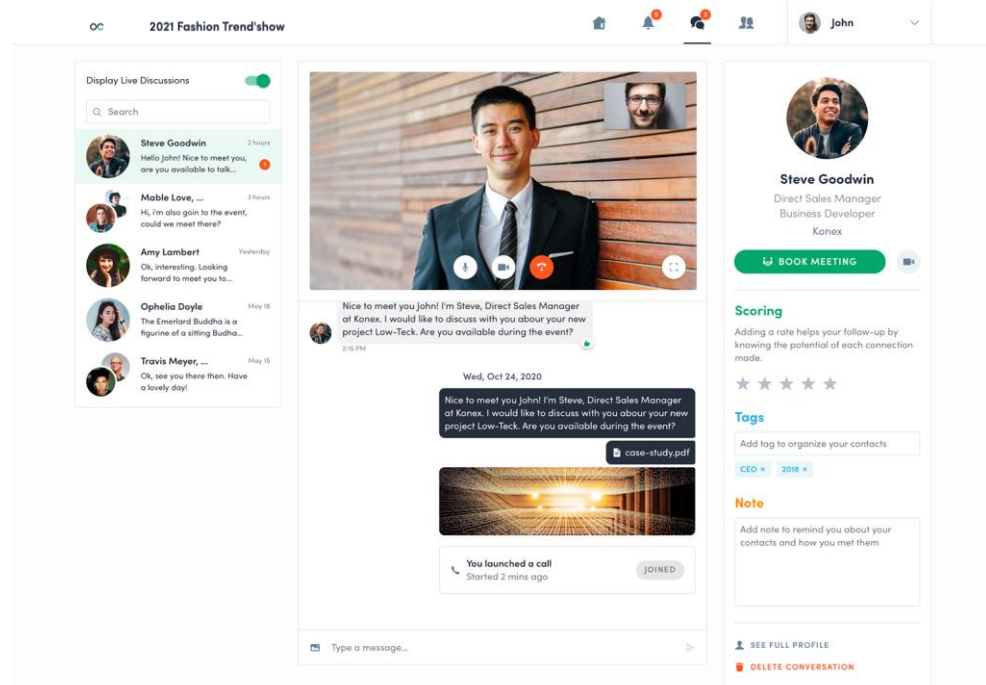 2021 Fashion Trend'show
5
3
John
Display Live Discussions
Search
Steve Goodwin
3 hours
Hello John! Nice to meet you,
are you available to talk...
1
Mable Love, ...
3 hours
Hi, i'm also goin to the event,
could we meet there?
Amy Lambert
Yesterday
Ok, interesting. Looking
forward to meet you to...
Ophelia Doyle
May 18
The Emerlard Buddha is a
figurine of a sitting Budha...
Travis Meyer, ...
May 15
Ok, see you there then. Have
a lovely day!
Nice to meet you John! I'm Steve, Direct Sales Manager
at Konex. I would like to discuss with you abour your new
project Low-Teck. Are you available during the event?
2:15 PM
Wed, Oct 24, 2020
Nice to meet you John! I'm Steve, Direct Sales Manager
at Konex. I would like to discuss with you abour your new
project Low-Teck. Are you available during the event?
case-study.pdf
You launched a call
Started 2 mins ago
JOINED
Type a message...
Steve Goodwin
Direct Sales Manager
Business Developer
Konex
BOOK MEETING
Scoring
Adding a rate helps your follow-up by
knowing the potential of each connection
made.
Tags
Add tag to organize your contacts
CEO ×
2018 ×
Note
Add note to remind you about your
contacts and how you met them
SEE FULL PROFILE
DELETE CONVERSATION